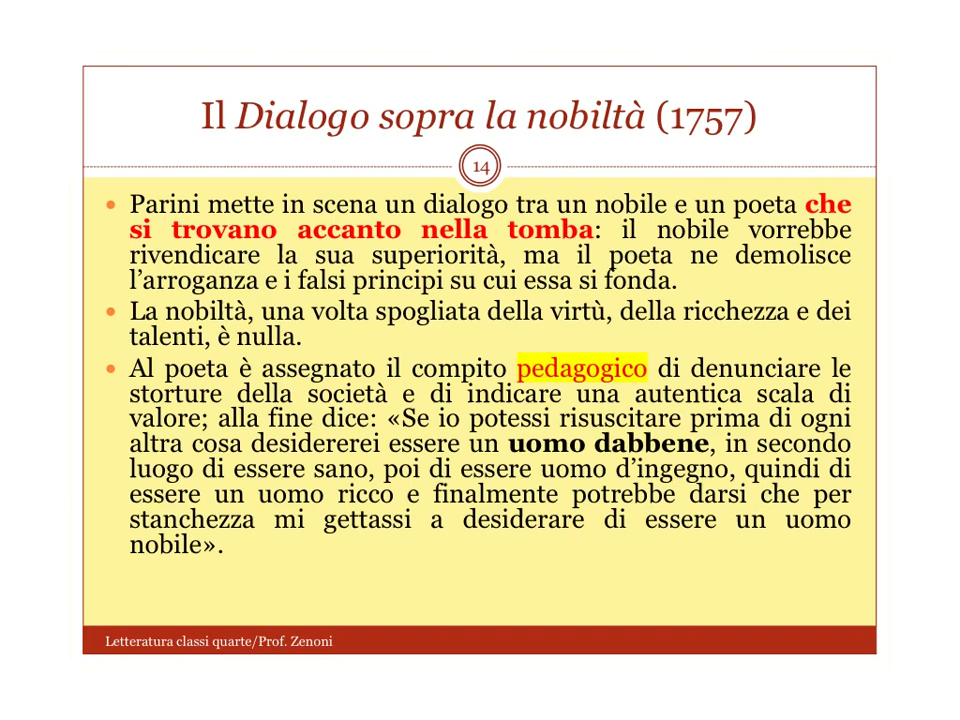 Il Dialogo sopra la nobiltà (1757)
14
• Parini mette in scena un dialogo tra un nobile e un poeta che
si trovano accanto nella tomba: il nobile vorrebbe
rivendicare la sua superiorità, ma il poeta ne demolisce
l’arroganza e i falsi principi su cui essa si fonda.
• La nobiltà, una volta spogliata della virtù, della ricchezza e dei
talenti, è nulla.
• Al poeta è assegnato il compito pedagogico di denunciare le
storture della società e di indicare una autentica scala di
valore; alla fine dice: «Se io potessi risuscitare prima di ogni
altra cosa desidererei essere un uomo dabbene, in secondo
luogo di essere sano, poi di essere uomo d’ingegno, quindi di
essere un uomo ricco e finalmente potrebbe darsi che per
stanchezza mi gettassi a desiderare di essere un uomo
nobile».
Letteratura classi quarte/Prof. Zenoni